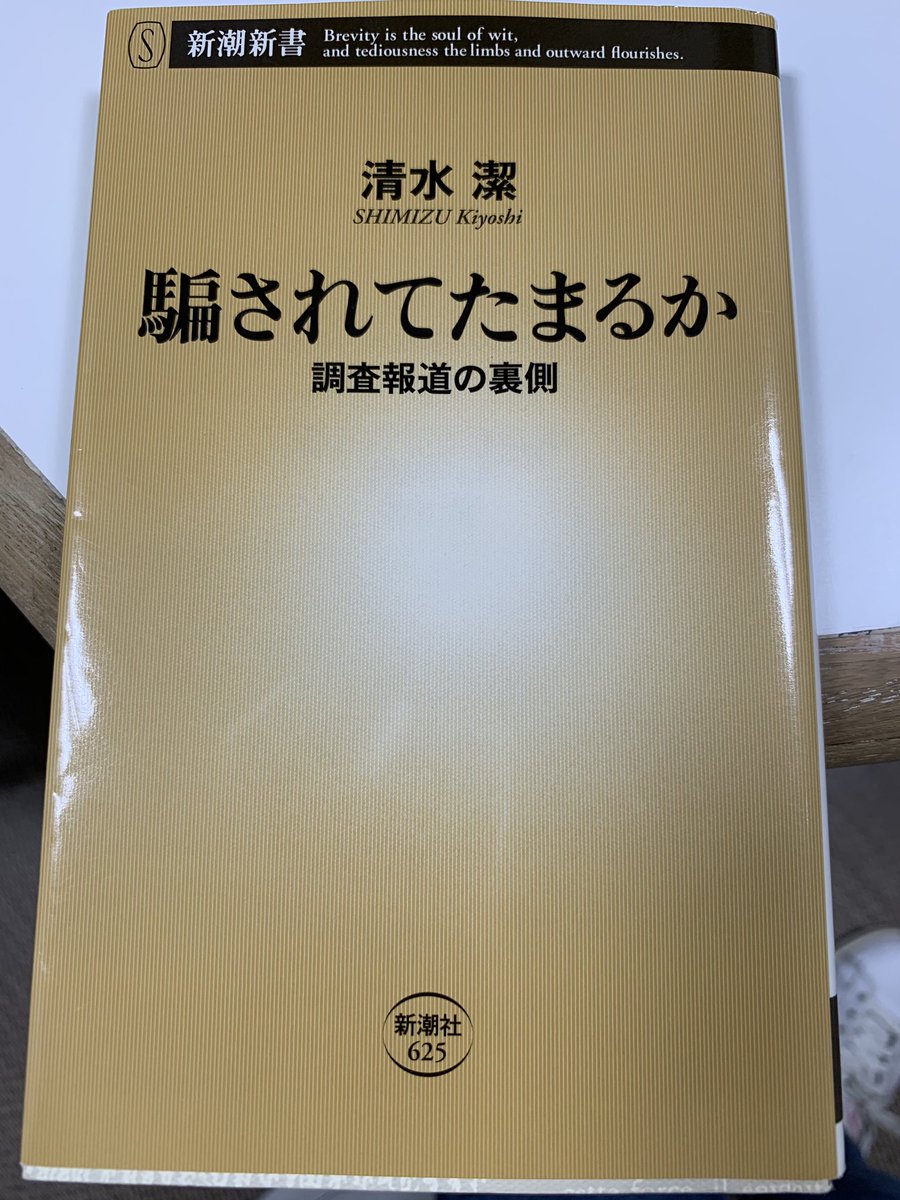 S
新潮新書
Brevity is the soul of wit,
and tediousness the limbs and outward flourishes.
清水 潔
SHIMIZU Kiyoshi
騙されてたまるか
調査報道の裏側
新潮社
625